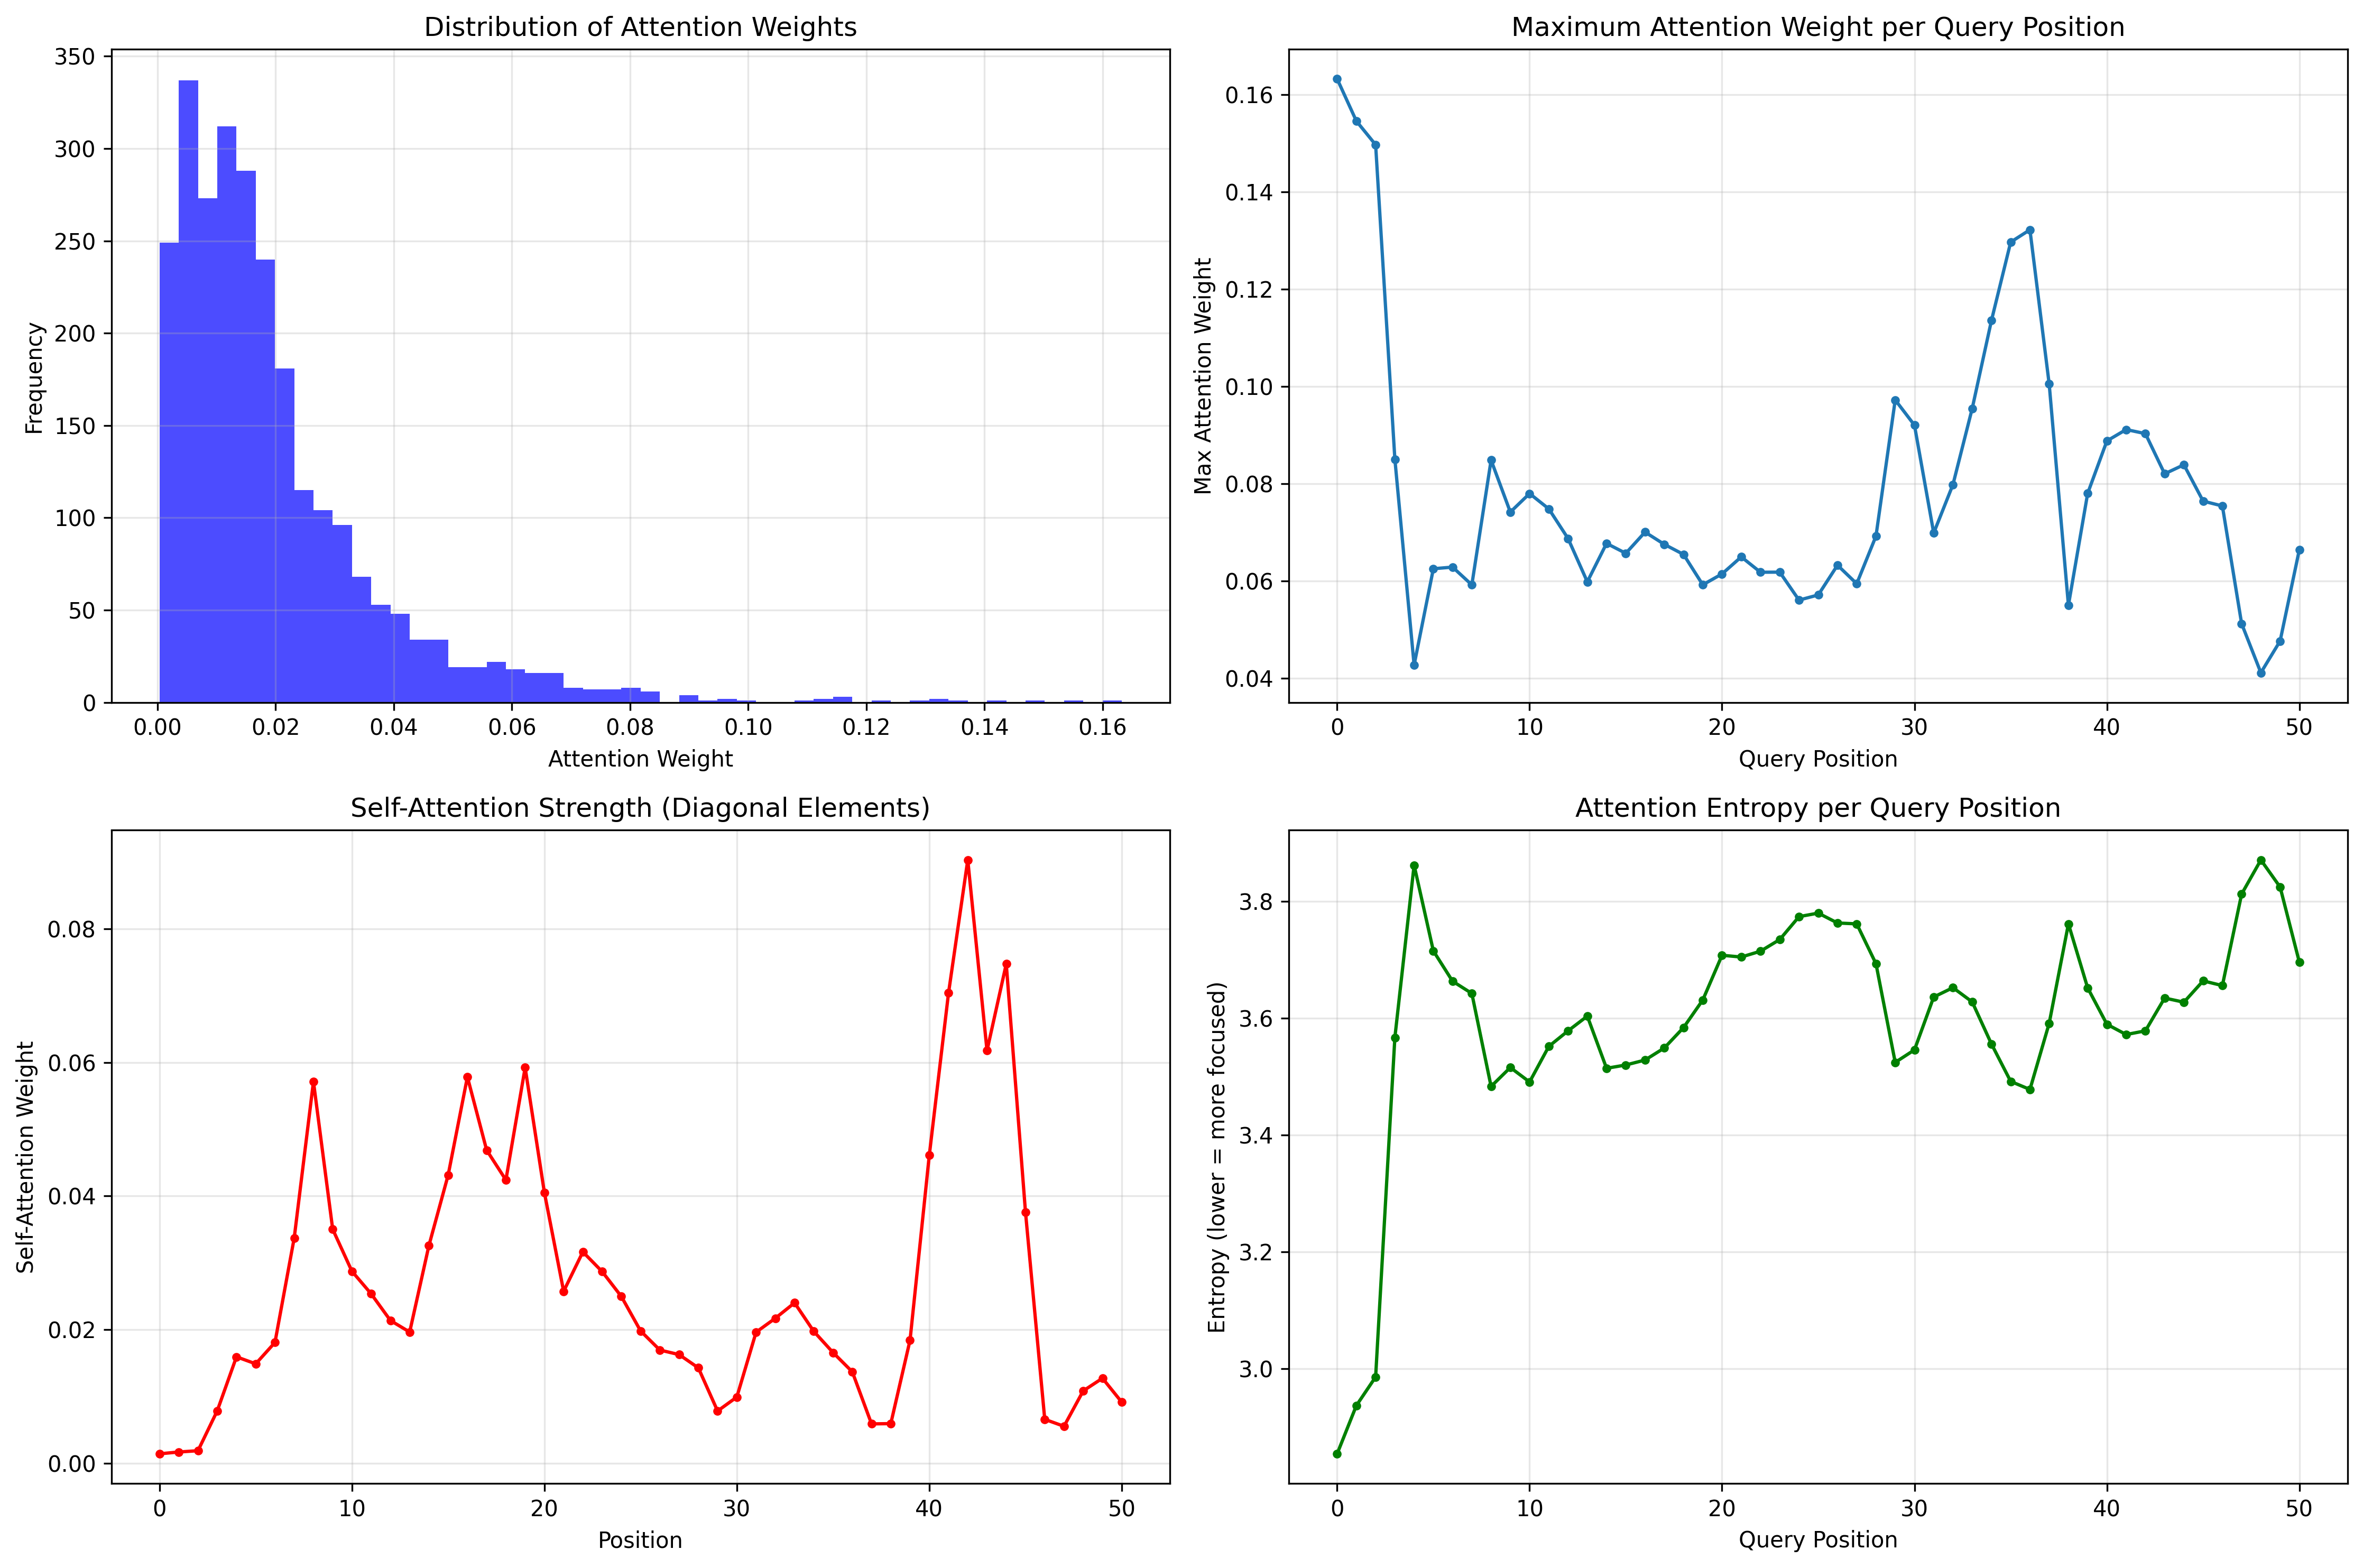 Distribution of Attention Weights
350
300
250
200
150
100
50
0
Frequency
0.00 0.02 0.04 0.06 0.08 0.10 0.12 0.14 0.16
Attention Weight
Maximum Attention Weight per Query Position
0.16
0.14
0.12
0.10
0.08
0.06
0.04
Max Attention Weight
0 10 20 30 40 50
Query Position
Self-Attention Strength (Diagonal Elements)
0.08
0.06
0.04
0.02
0.00
Self-Attention Weight
0 10 20 30 40 50
Position
Attention Entropy per Query Position
3.8
3.6
3.4
3.2
3.0
Entropy (lower = more focused)
0 10 20 30 40 50
Query Position